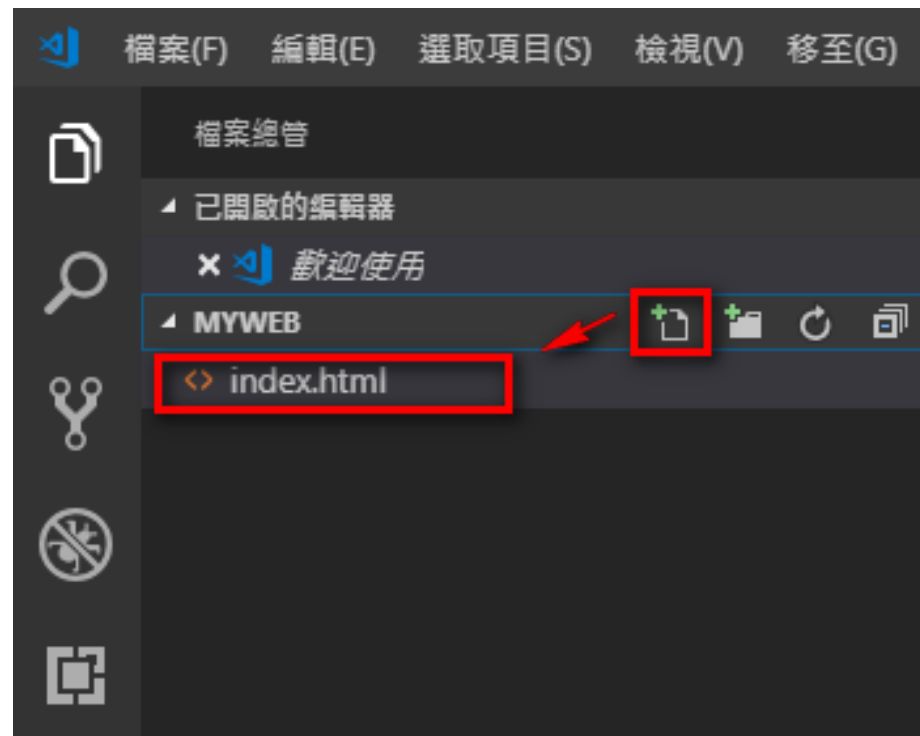 檔案(F) 編輯(E) 選取項目(S) 檢視(V) 移至(G)
檔案總管
已開啟的編輯器
歡迎使用
MYWEB
index.html